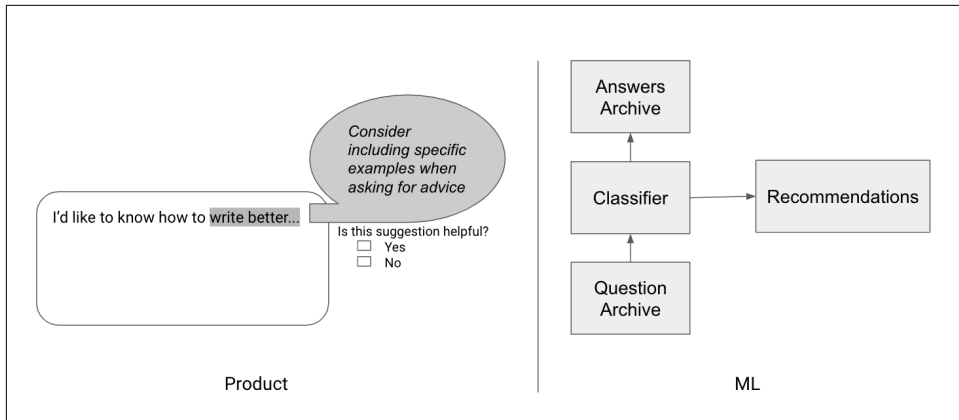 Consider
including specific
examples when
asking for advice
I'd like to know how to write better...
Is this suggestion helpful?
Yes
No
Product
Answers
Archive
Classifier
Recommendations
Question
Archive
ML